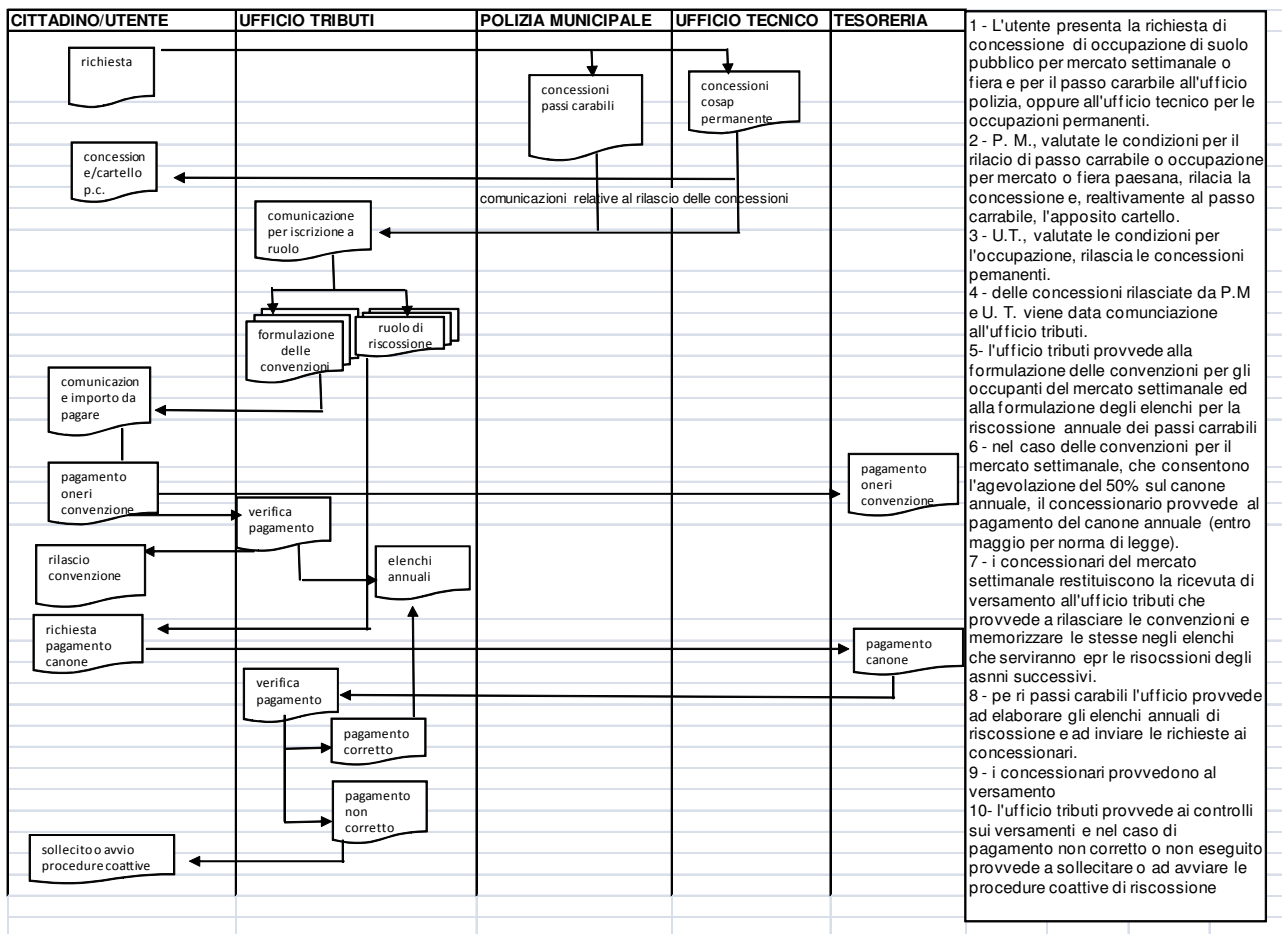 CITTADINO/UTENTE
UFFICIO TRIBUTI
POLIZIA MUNICIPALE
UFFICIO TECNICO
TESORERIA
richiesta
concessioni
passi carabili
concessioni
cosap
permanente
concession
e/cartello
p.c.
comunicazioni relative al rilascio delle concessioni
comunicazione
per iscrizione a
ruolo
formulazione
delle
convenzioni
ruolo di
riscossione
comunicazion
e importo da
pagare
pagamento
oneri
convenzione
pagamento
oneri
convenzione
verifica
pagamento
rilascio
convenzione
elenchi
annuali
richiesta
pagamento
canone
pagamento
canone
verifica
pagamento
pagamento
corretto
pagamento
non
corretto
sollecito o avvio
procedure coattive
1 - L'utente presenta la richiesta di
concessione di occupazione di suolo
pubblico per mercato settimanale o
fiera e per il passo cararbile all'ufficio
polizia, oppure all'ufficio tecnico per le
occupazioni permanenti.
2 - P. M., valutate le condizioni per il
rilacio di passo carrabile o occupazione
per mercato o fiera paesana, rilacia la
concessione e, realtivamente al passo
carrabile, l'apposito cartello.
3 - U.T., valutate le condizioni per
l'occupazione, rilascia le concessioni
pemanenti.
4 - delle concessioni rilasciate da P.M
e U. T. viene data comunciazione
all'ufficio tributi.
5- l'ufficio tributi provvede alla
formulazione delle convenzioni per gli
occupanti del mercato settimanale ed
alla formulazione degli elenchi per la
riscossione annuale dei passi carrabili
6 - nel caso delle convenzioni per il
mercato settimanale, che consentono
l'agevolazione del 50% sul canone
annuale, il concessionario provvede al
pagamento del canone annuale (entro
maggio per norma di legge).
7 - i concessionari del mercato
settimanale restituiscono la ricevuta di
versamento all'ufficio tributi che
provvede a rilasciare le convenzioni e
memorizzare le stesse negli elenchi
che serviranno epr le risocssioni degli
asnni successivi.
8 - pe ri passi carabili l'ufficio provvede
ad elaborare gli elenchi annuali di
riscossione e ad inviare le richieste ai
concessionari.
9 - i concessionari provvedono al
versamento
10- l'ufficio tributi provvede ai controlli
sui versamenti e nel caso di
pagamento non corretto o non eseguito
provvede a sollecitare o ad avviare le
procedure coattive di riscossione